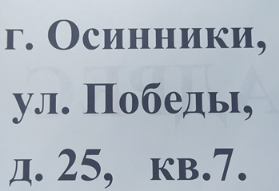 г. Осинники,
ул. Победы,
д. 25, кв.7.